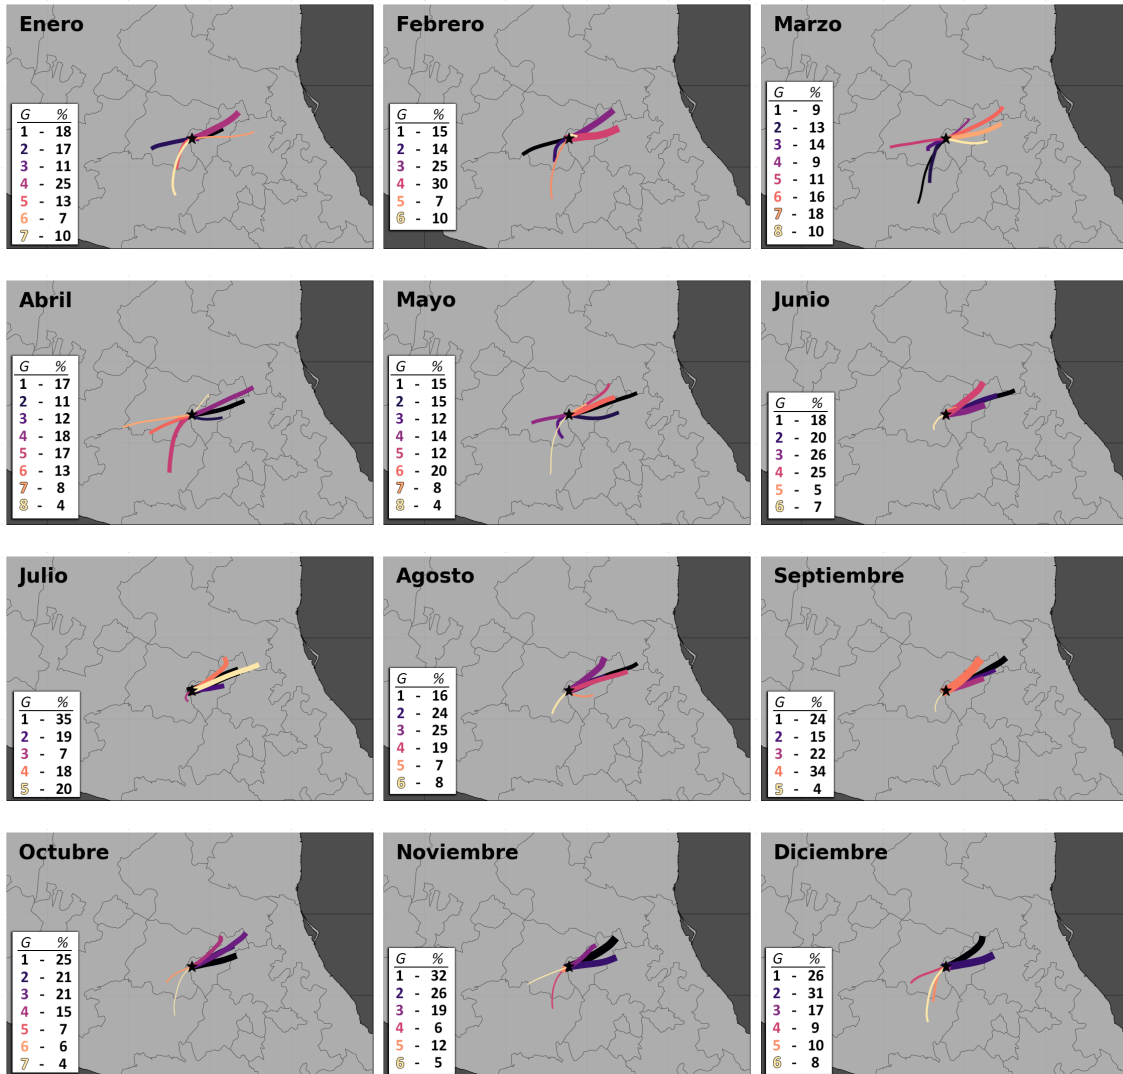 Enero
G %
1 - 18
2 - 17
3 - 11
4 - 25
5 - 13
6 - 7
7 - 10
Febrero
G %
1 - 15
2 - 14
3 - 25
4 - 30
5 - 7
6 - 10
Marzo
G %
1 - 9
2 - 13
3 - 14
4 - 9
5 - 11
6 - 16
7 - 18
8 - 10
Abril
G %
1 - 17
2 - 11
3 - 12
4 - 18
5 - 17
6 - 13
7 - 8
8 - 4
Mayo
G %
1 - 15
2 - 15
3 - 12
4 - 14
5 - 12
6 - 20
7 - 8
8 - 4
Junio
G %
1 - 18
2 - 20
3 - 26
4 - 25
5 - 5
6 - 7
Julio
G %
1 - 35
2 - 19
3 - 7
4 - 18
5 - 20
Agosto
G %
1 - 16
2 - 24
3 - 25
4 - 19
5 - 7
6 - 8
Septiembre
G %
1 - 24
2 - 15
3 - 22
4 - 34
5 - 4
Octubre
G %
1 - 25
2 - 21
3 - 21
4 - 15
5 - 7
6 - 6
7 - 4
Noviembre
G %
1 - 32
2 - 26
3 - 19
4 - 6
5 - 12
6 - 5
Diciembre
G %
1 - 26
2 - 31
3 - 17
4 - 9
5 - 10
6 - 8